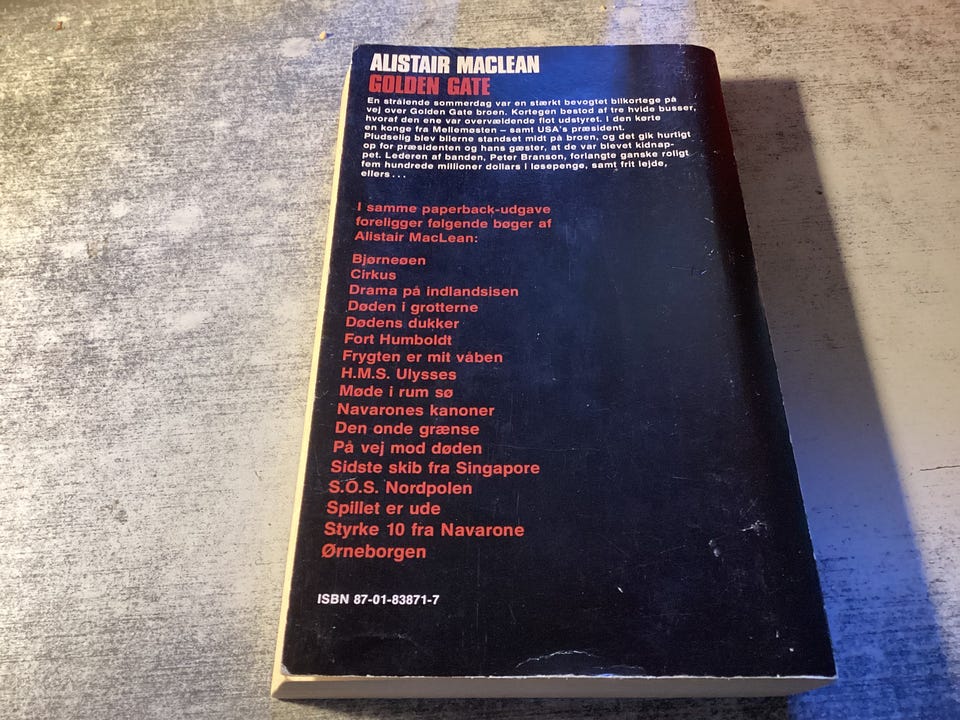 ALISTAIR MACLEAN
GOLDEN GATE
En strålende sommerdag var en stærkt bevogtet bilkortege på
vej over Golden Gate broen. Kortegen bestod af tre hvide busser,
hvoraf den ene var overvældende flot udstyret. I den kørte
en konge fra Mellemøsten – samt USA's præsident.
Pludselig blev bilerne standset midt på broen, og det gik hurtigt
op for præsidenten og hans gæster, at de var blevet kidnap-
pet. Lederen af banden, Peter Branson, forlangte ganske roligt
fem hundrede millioner dollars i løsepenge, samt frit lejde,
ellers...
I samme paperback-udgave
foreligger følgende bøger af
Alistair MacLean:
Bjørneøen
Cirkus
Drama på indlandsisen
Døden i grotterne
Dødens dukker
Fort Humboldt
Frygten er mit våben
H.M.S. Ulysses
Møde i rum sø
Navarones kanoner
Den onde grænse
På vej mod døden
Sidste skib fra Singapore
S.O.S. Nordpolen
Spillet er ude
Styrke 10 fra Navarone
Ørneborgen
ISBN 87-01-83871-7